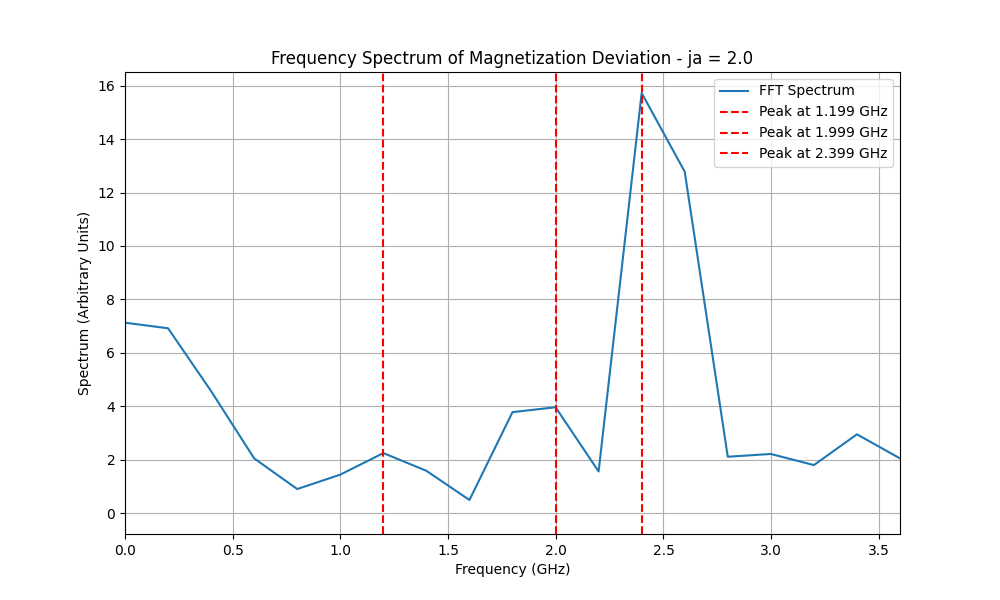 Frequency Spectrum of Magnetization Deviation - ja = 2.0
FFT Spectrum
Peak at 1.199 GHz
Peak at 1.999 GHz
Peak at 2.399 GHz
Spectrum (Arbitrary Units)
16
14
12
10
8
6
4
2
0
0.0 0.5 1.0 1.5 2.0 2.5 3.0 3.5
Frequency (GHz)